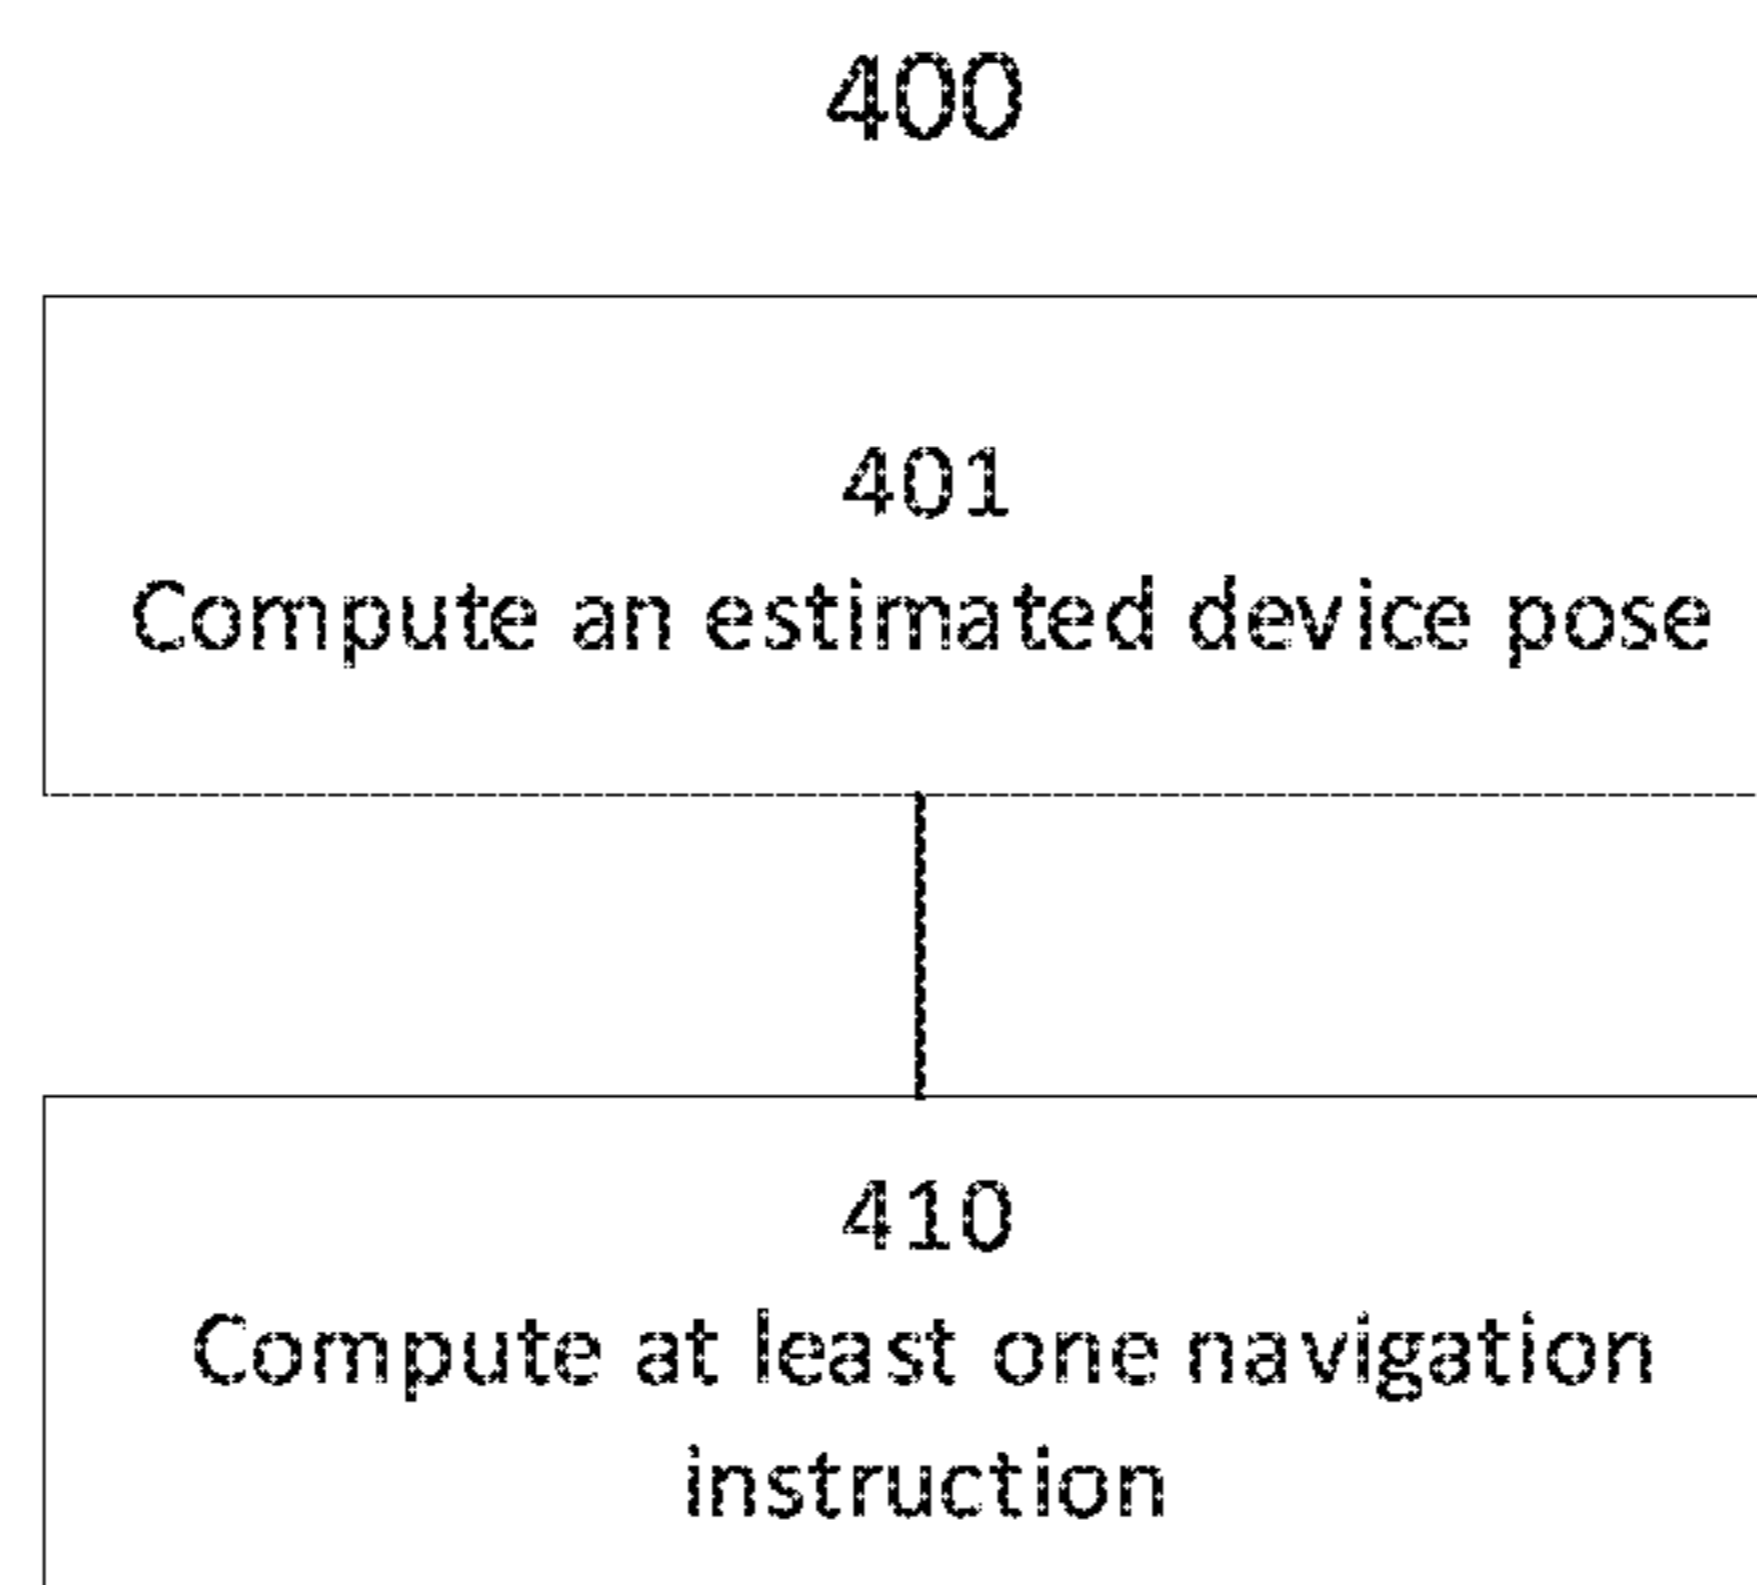 400
401
Compute an estimated device pose
410
Compute at least one navigation
instruction